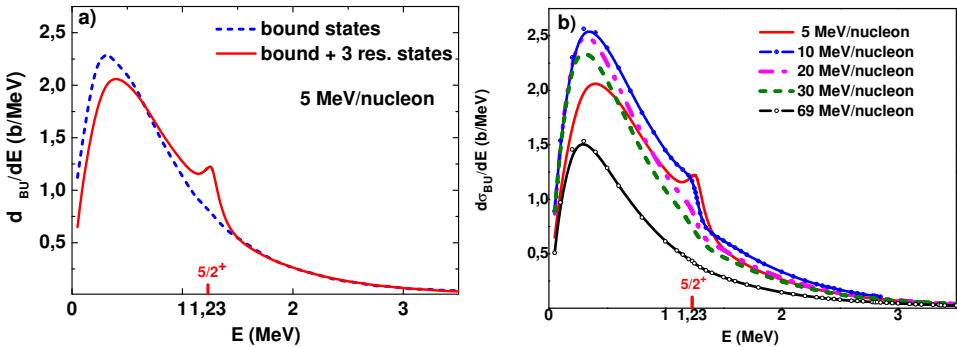 a)
bound states
bound + 3 res. states
5 MeV/nucleon
d BU/dE (b/MeV)
2,5
2,0
1,5
1,0
0,5
5/2+
0 1 1,23 2 3
E (MeV)
b)
5 MeV/nucleon
10 MeV/nucleon
20 MeV/nucleon
30 MeV/nucleon
69 MeV/nucleon
dσBU/dE (b/MeV)
2,5
2,0
1,5
1,0
0,5
5/2+
0 1 1,23 2 3
E (MeV)